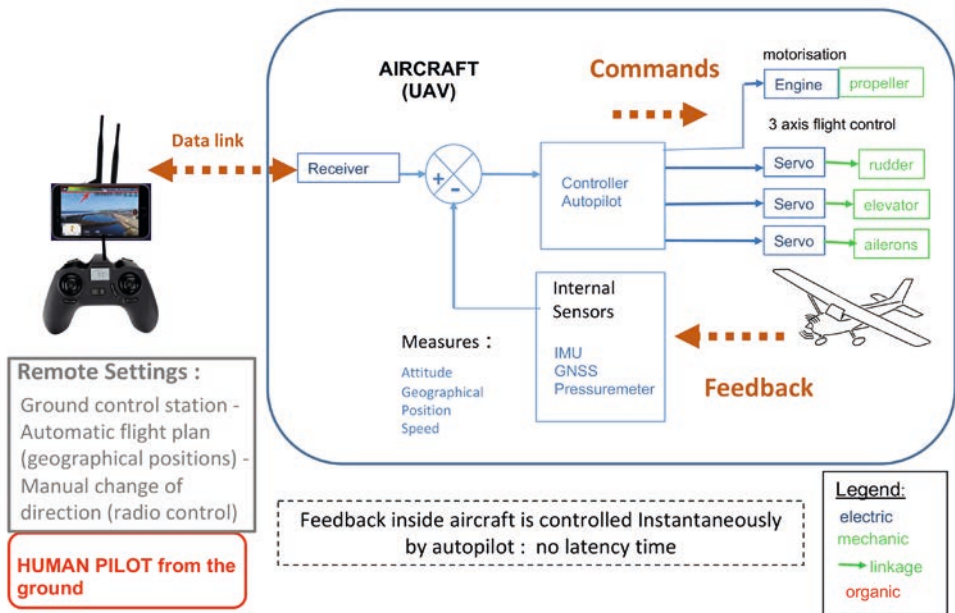 AIRCRAFT
(UAV)
Commands
motorisation
Engine
propeller
3 axis flight control
Data link
Receiver
+
-
Controller
Autopilot
Servo
rudder
Servo
elevator
Servo
ailerons
Internal
Sensors
IMU
GNSS
Pressuremeter
Measures :
Attitude
Geographical
Position
Speed
Feedback
Remote Settings :
Ground control station -
Automatic flight plan
(geographical positions) -
Manual change of
direction (radio control)
HUMAN PILOT from the
ground
Feedback inside aircraft is controlled Instantaneously
by autopilot : no latency time
Legend:
electric
mechanic
linkage
organic